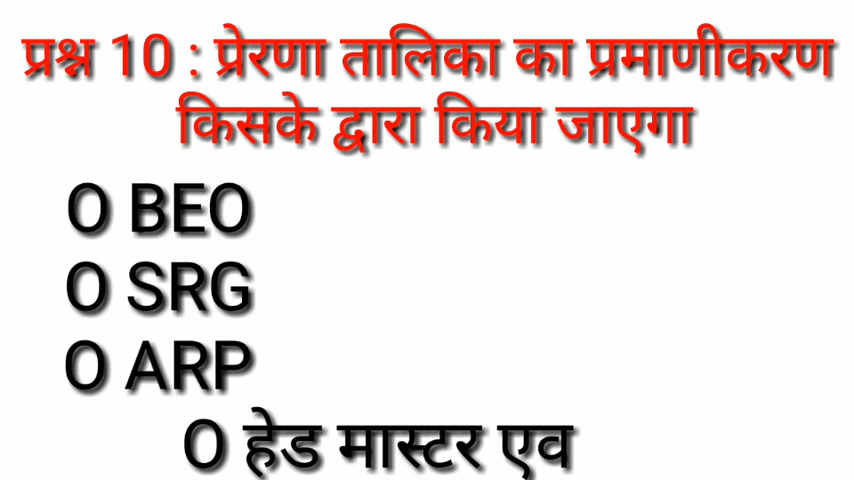 प्रश्न 10 : प्रेरणा तालिका का प्रमाणीकरण
किसके द्वारा किया जाएगा
O BEO
O SRG
O ARP
O हेड मास्टर एव